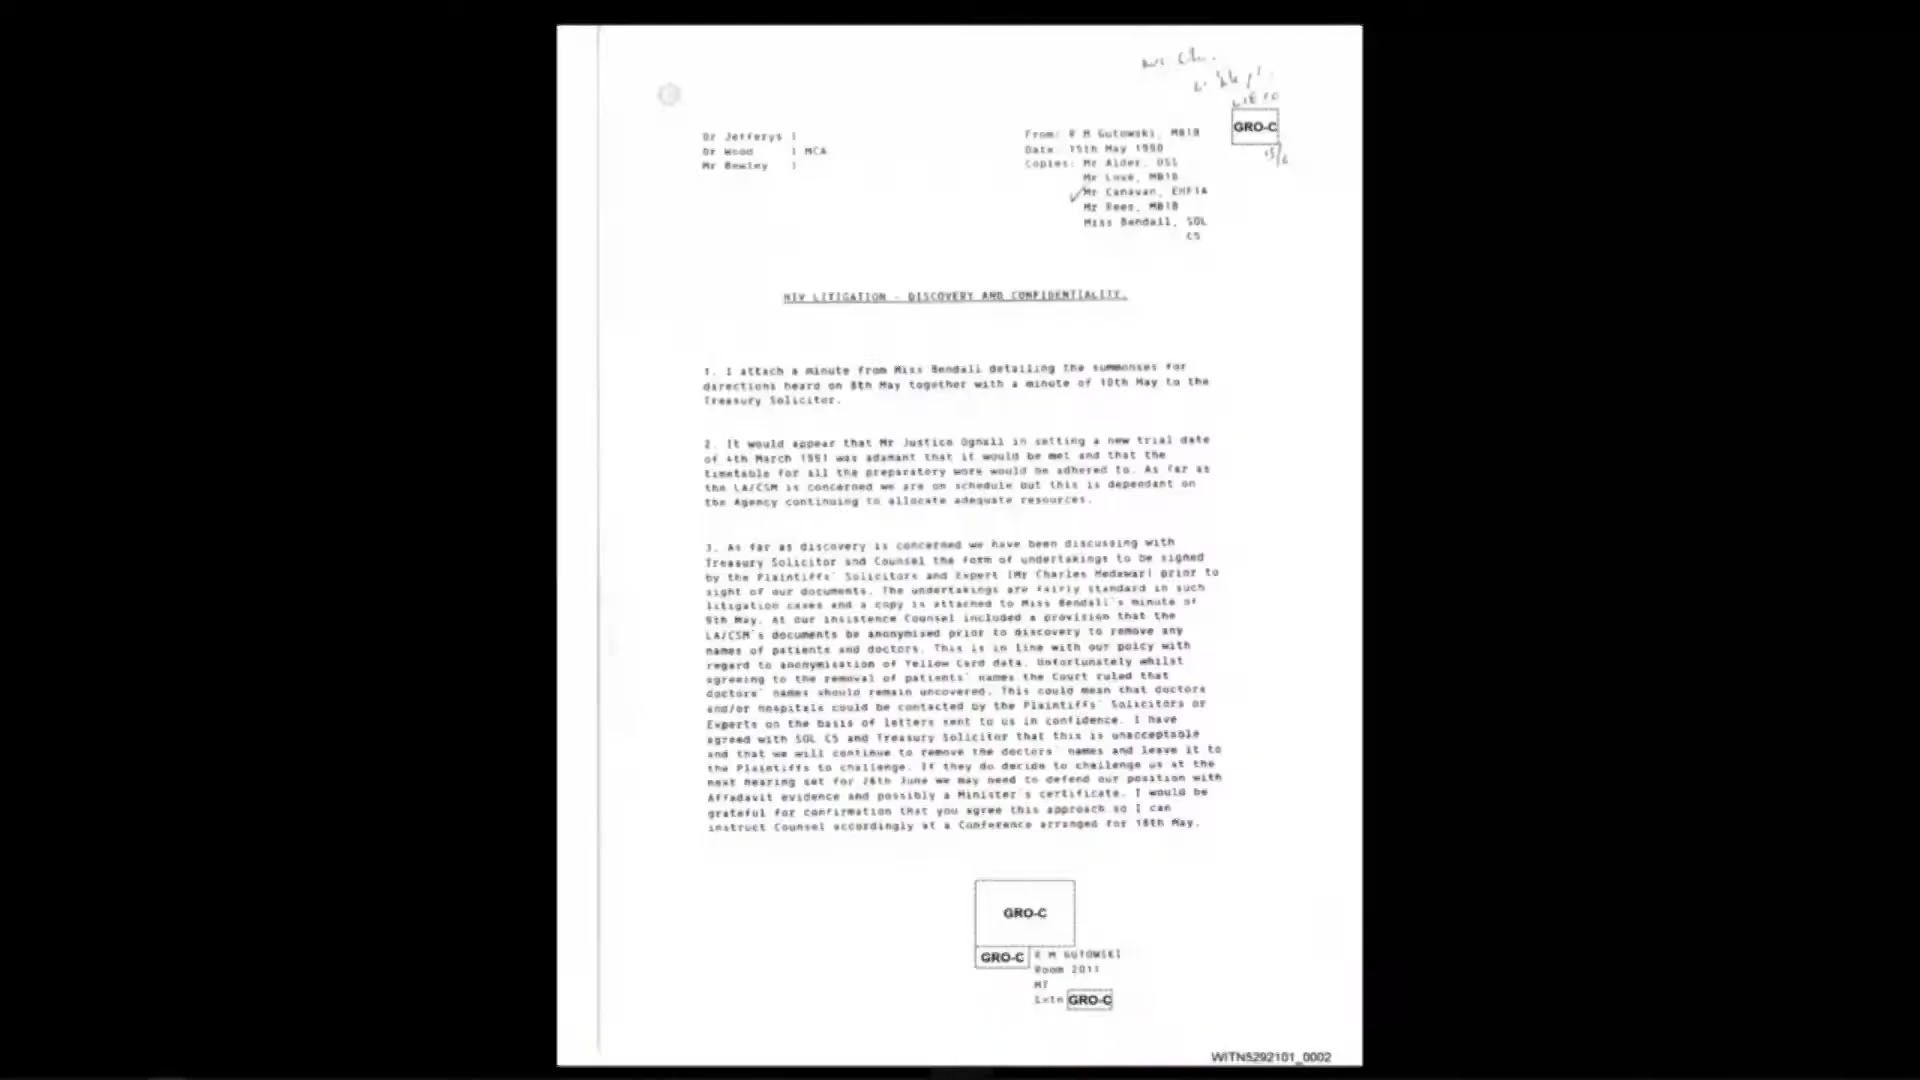 GRO-C
Dr Jefferys )
Dr Wood ) MCA
Mr Bewley )
From: R M Gutowski, MB1B
Date: 15th May 1990
Copies: Mr Alder, USL
Mr Love, MB1B
Mr Canavan, EHF1A
Mr Rees, MB1B
Miss Bendall, SOL
C5
HIV LITIGATION - DISCOVERY AND CONFIDENTIALITY.
1. I attach a minute from Miss Bendall detailing the summonses for
directions heard on 8th May together with a minute of 10th May to the
Treasury Solicitor.
2. It would appear that Mr Justice Ognall in setting a new trial date
of 4th March 1991 was adamant that it would be met and that the
timetable for all the preparatory work would be adhered to. As far as
the LA/CSM is concerned we are on schedule but this is dependant on
the Agency continuing to allocate adequate resources.
3. As far as discovery is concerned we have been discussing with
Treasury Solicitor and Counsel the form of undertakings to be signed
by the Plaintiffs' Solicitors and Expert (Mr Charles Medawar) prior to
sight of our documents. The undertakings are fairly standard in such
litigation cases and a copy is attached to Miss Bendall's minute of
9th May. At our insistence Counsel included a provision that the
LA/CSM's documents be anonymised prior to discovery to remove any
names of patients and doctors. This is in line with our policy with
regard to anonymisation of Yellow Card data. Unfortunately whilst
agreeing to the removal of patients' names the Court ruled that
doctors' names should remain uncovered. This could mean that doctors
and/or hospitals could be contacted by the Plaintiffs' Solicitors or
Experts on the basis of letters sent to us in confidence. I have
agreed with SOL C5 and Treasury Solicitor that this is unacceptable
and that we will continue to remove the doctors' names and leave it to
the Plaintiffs to challenge. If they do decide to challenge us at the
next hearing set for 26th June we may need to defend our position with
Affadavit evidence and possibly a Minister's certificate. I would be
grateful for confirmation that you agree this approach so I can
instruct Counsel accordingly at a Conference arranged for 18th May.
GRO-C
GRO-C R M GUTOWSKI
Room 2011
MT
Extn GRO-C
WITN5292101_0002